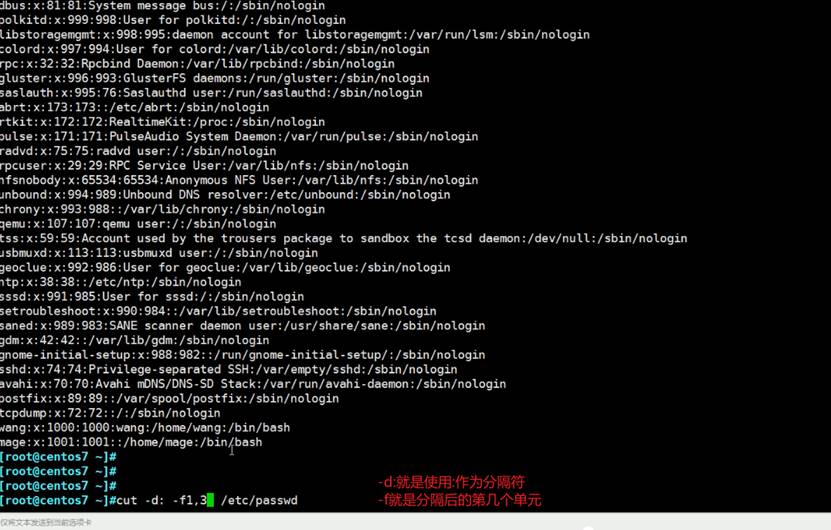 dbus:x:81:81:System message bus:/:/sbin/nologin
polkitd:x:999:998:User for polkitd:/:/sbin/nologin
libstoragemgmt:x:998:995:daemon account for libstoragemgmt:/var/run/lsm:/sbin/nologin
colord:x:997:994:User for colord:/var/lib/colord:/sbin/nologin
rpc:x:32:32:Rpcbind Daemon:/var/lib/rpcbind:/sbin/nologin
gluster:x:996:993:GlusterFS daemons:/run/gluster:/sbin/nologin
saslauth:x:995:76:Saslauthd user:/run/saslauthd:/sbin/nologin
abrt:x:173:173::/etc/abrt:/sbin/nologin
rtkit:x:172:172:RealtimeKit:/proc:/sbin/nologin
pulse:x:171:171:PulseAudio System Daemon:/var/run/pulse:/sbin/nologin
radvd:x:75:75:radvd user:/:/sbin/nologin
rpcuser:x:29:29:RPC Service User:/var/lib/nfs:/sbin/nologin
nfsnobody:x:65534:65534:Anonymous NFS User:/var/lib/nfs:/sbin/nologin
unbound:x:994:989:Unbound DNS resolver:/etc/unbound:/sbin/nologin
chrony:x:993:988::/var/lib/chrony:/sbin/nologin
qemu:x:107:107:qemu user:/:/sbin/nologin
tss:x:59:59:Account used by the trousers package to sandbox the tcsd daemon:/dev/null:/sbin/nologin
usbmuxd:x:113:113:usbmuxd user:/:/sbin/nologin
geoclue:x:992:986:User for geoclue:/var/lib/geoclue:/sbin/nologin
ntp:x:38:38::/etc/ntp:/sbin/nologin
sssd:x:991:985:User for sssd:/:/sbin/nologin
setroubleshoot:x:990:984::/var/lib/setroubleshoot:/sbin/nologin
saned:x:989:983:SANE scanner daemon user:/usr/share/sane:/sbin/nologin
gdm:x:42:42::/var/lib/gdm:/sbin/nologin
gnome-initial-setup:x:988:982::/run/gnome-initial-setup/:/sbin/nologin
sshd:x:74:74:Privilege-separated SSH:/var/empty/sshd:/sbin/nologin
avahi:x:70:70:Avahi mDNS/DNS-SD Stack:/var/run/avahi-daemon:/sbin/nologin
postfix:x:89:89::/var/spool/postfix:/sbin/nologin
tcpdump:x:72:72::/:/sbin/nologin
wang:x:1000:1000:wang:/home/wang:/bin/bash
mage:x:1001:1001::/home/mage:/bin/bash
[root@centos7 ~]#
[root@centos7 ~]#
-d:就是使用:作为分隔符
[root@centos7 ~]#cut -d: -f1,3 /etc/passwd
-f就是分隔后的第几个单元
仅将文本发送到当前选项卡